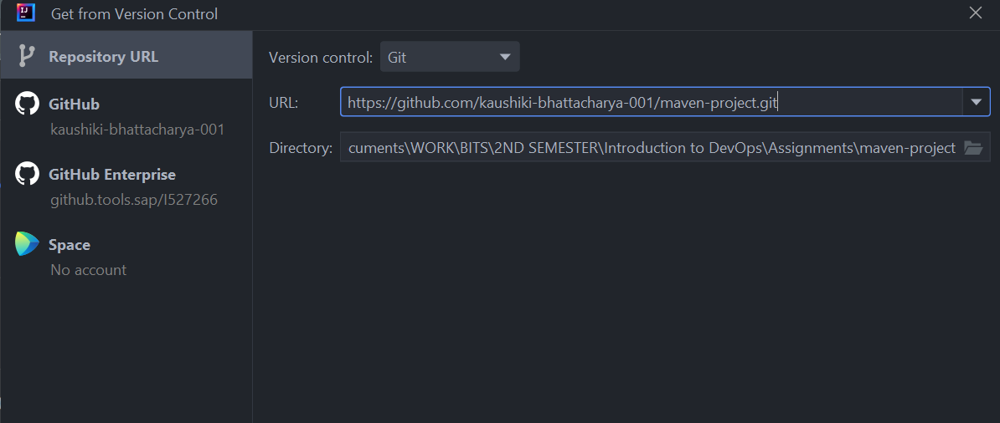 IJ
Get from Version Control
Repository URL
GitHub
kaushiki-bhattacharya-001
GitHub Enterprise
github.tools.sap/I527266
Space
No account
Version control: Git
URL: https://github.com/kaushiki-bhattacharya-001/maven-project.git
Directory: cuments\WORK\BITS\2ND SEMESTER\Introduction to DevOps\Assignments\maven-project